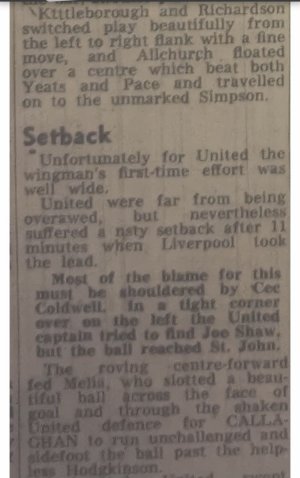 Kettleborough and Richardson
switched play beautifully from
the left to right flank with a fine
move, and Allchurch floated
over a centre which beat both
Yeats and Pace and travelled
on to the unmarked Simpson.
Setback
Unfortunately for United the
wingman's first-time effort was
well wide.
United were far from being
overawed, but nevertheless
suffered a nsty setback after 11
minutes when Liverpool took
the lead.
Most of the blame for this
must be shouldered by Cec
Coldwell. In a tight corner
over on the left the United
captain tried to find Joe Shaw,
but the ball reached St. John.
The roving centre-forward
fed Melia, who slotted a beau-
tiful ball across the face of
goal and through the shaken
United defence for CALLA-
GHAN to run unchallenged and
sidefoot the ball past the help-
less Hodgkinson.
United